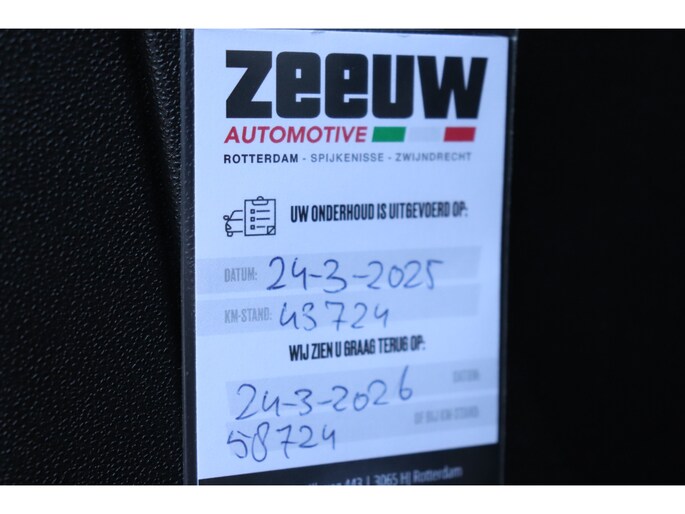 zeeuw
AUTOMOTIVE
ROTTERDAM - SPIJKENISSE - ZWIJNDRECHT
UW ONDERHOUD IS UITGEVOERD OP:
DATUM: 24-3-2025
KM-STAND: 43724
WIJ ZIEN U GRAAG TERUG OP:
24-3-2026 DATUM:
58724 OF BIJ KM-STAND:
443 | 3065 HJ Rotterdam